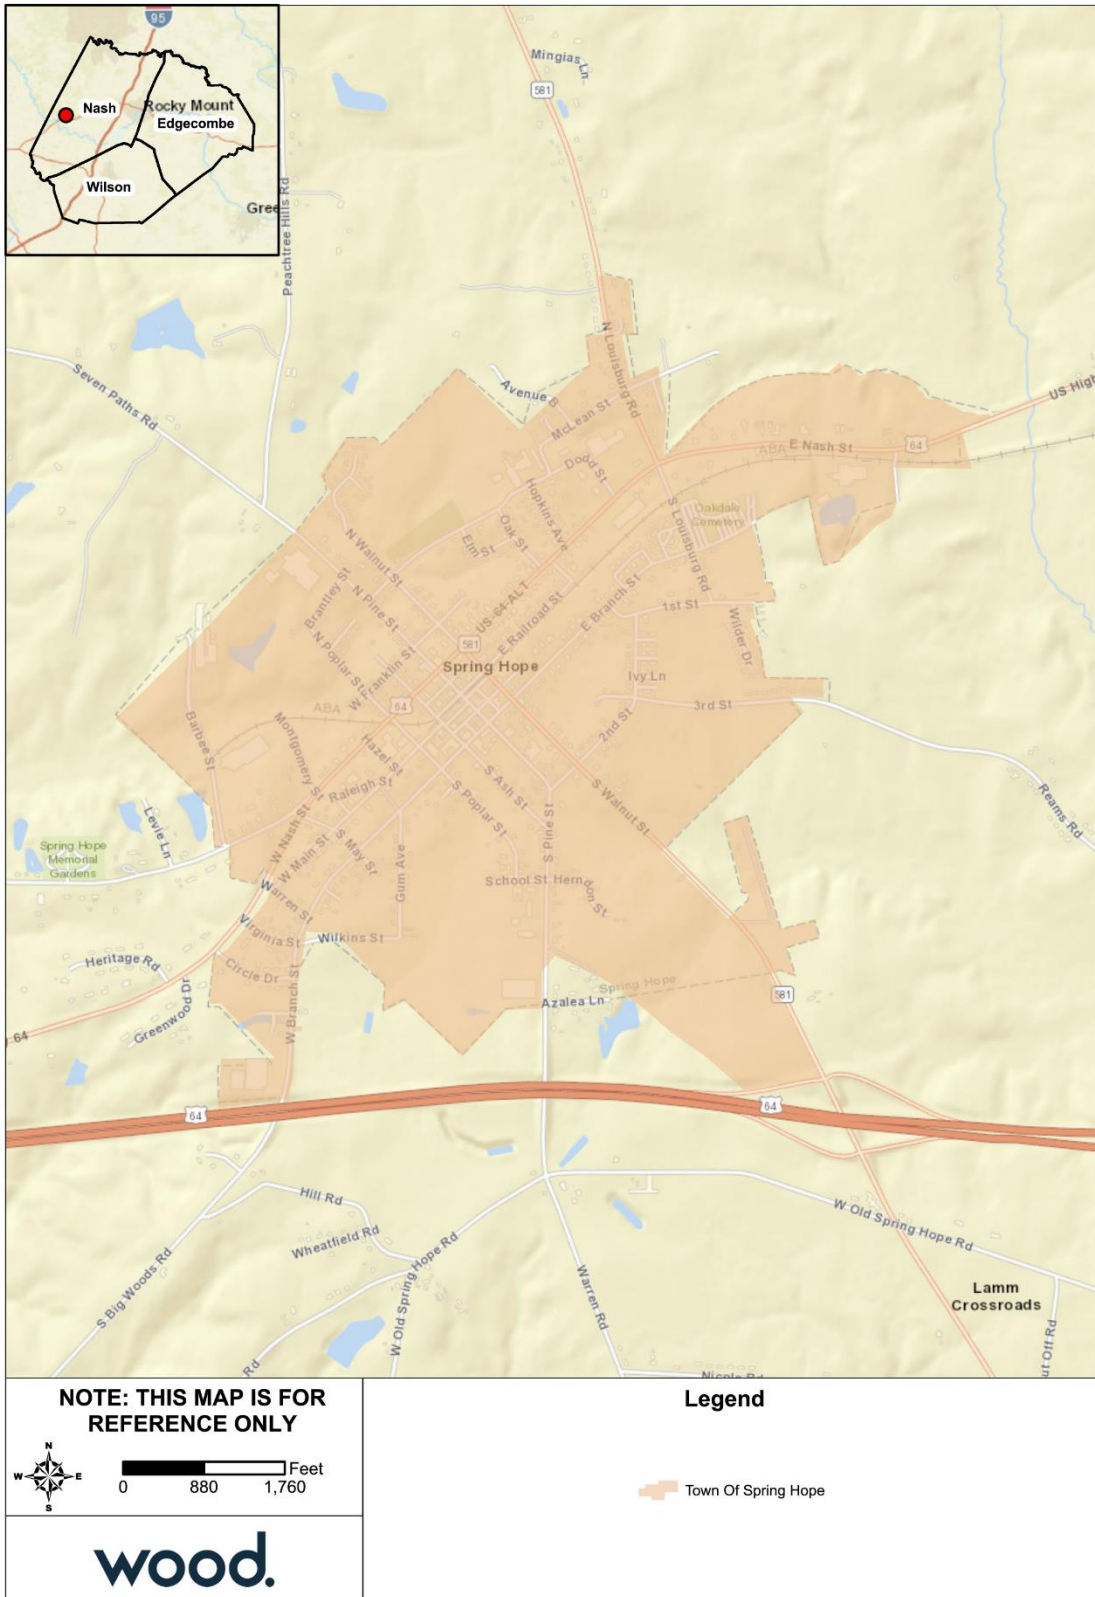 95
Nash
Rocky Mount
Edgecombe
Wilson
Gree
Peachtree Hills Rd
Mingias Ln
581
Seven Paths Rd
N Louisburg Rd
Avenue B
McLean St
US High
64
E Nash St
ABA
Dodd St
Hopkins Ave
Oak St
Elm St
Oakdale
Cemetery
S Louisburg Rd
N Walnut St
Brantley St
N Pine St
US-64 ALT
E Railroad St
E Branch St
1st St
Wilder Dr
N Poplar St
W Franklin St
581
Spring Hope
Ivy Ln
3rd St
2nd St
64
ABA
Barbee St
Montgomery St
Hazel St
Raleigh St
S Ash St
S Poplar St
S Walnut St
S Pine St
Reams Rd
Levie Ln
Spring Hope
Memorial
Gardens
W Nash St
W Main St
S May St
Gum Ave
School St
Herndon St
Warren St
Virginia St
Wilkins St
Circle Dr
W Branch St
Heritage Rd
Greenwood Dr
64
Spring Hope
Azalea Ln
581
64
64
Hill Rd
Wheatfield Rd
S Big Woods Rd
W Old Spring Hope Rd
Rd
Warren Rd
W Old Spring Hope Rd
Lamm
Crossroads
ut Off Rd
Nicole Rd
NOTE: THIS MAP IS FOR
REFERENCE ONLY
N
W E
S
Feet
0 880 1,760
wood.
Legend
Town Of Spring Hope